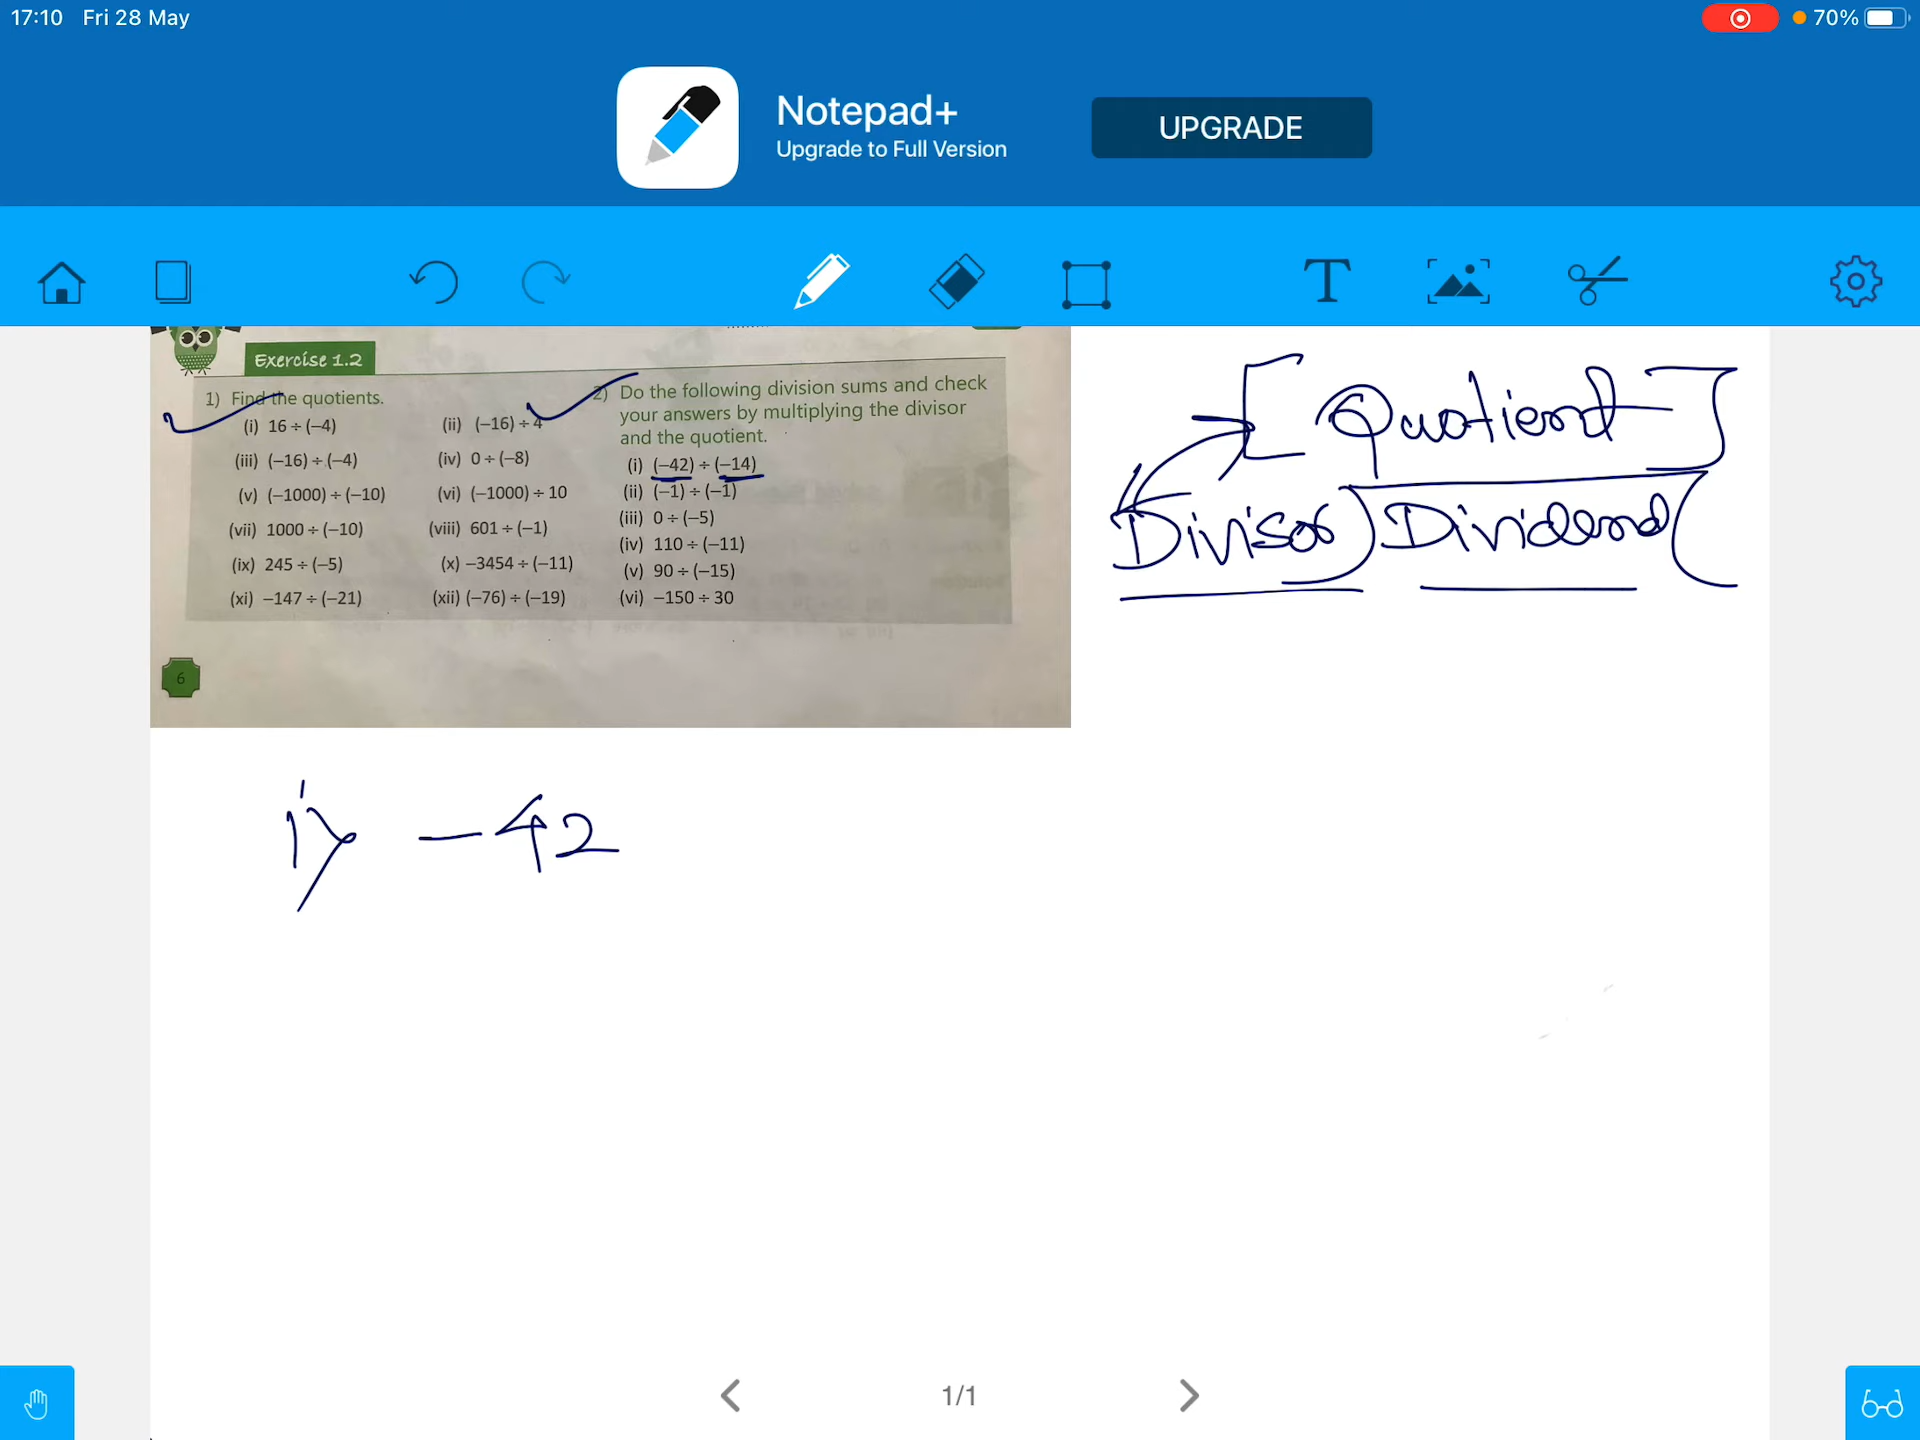 17:10 Fri 28 May
70%
Notepad+
Upgrade to Full Version
UPGRADE
T
Exercise 1.2
1) Find the quotients.
(i) 16 ÷ (−4)
(ii) (−16) ÷ 4
(iii) (−16) ÷ (−4)
(iv) 0 ÷ (−8)
(v) (−1000) ÷ (−10)
(vi) (−1000) ÷ 10
(vii) 1000 ÷ (−10)
(viii) 601 ÷ (−1)
(ix) 245 ÷ (−5)
(x) −3454 ÷ (−11)
(xi) −147 ÷ (−21)
(xii) (−76) ÷ (−19)
2) Do the following division sums and check
your answers by multiplying the divisor
and the quotient.
(i) (−42) ÷ (−14)
(ii) (−1) ÷ (−1)
(iii) 0 ÷ (−5)
(iv) 110 ÷ (−11)
(v) 90 ÷ (−15)
(vi) −150 ÷ 30
6
[Quotient]
Divisor) Dividend (
i) −42
1/1